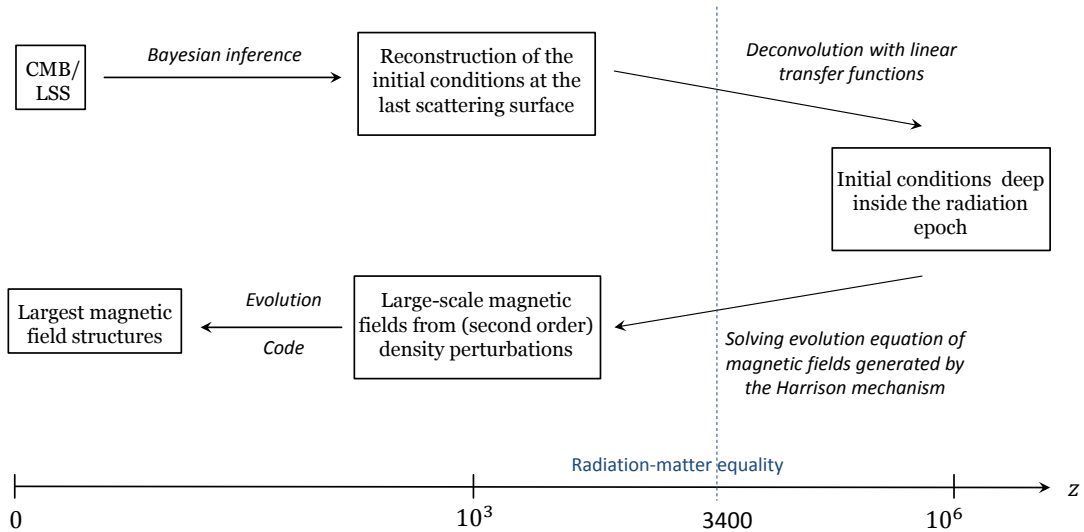 CMB/
LSS
Bayesian inference
Reconstruction of the
initial conditions at the
last scattering surface
Deconvolution with linear
transfer functions
Initial conditions deep
inside the radiation
epoch
Largest magnetic
field structures
Evolution
Code
Large-scale magnetic
fields from (second order)
density perturbations
Solving evolution equation of
magnetic fields generated by
the Harrison mechanism
Radiation-matter equality
z
0
10³
3400
10⁶